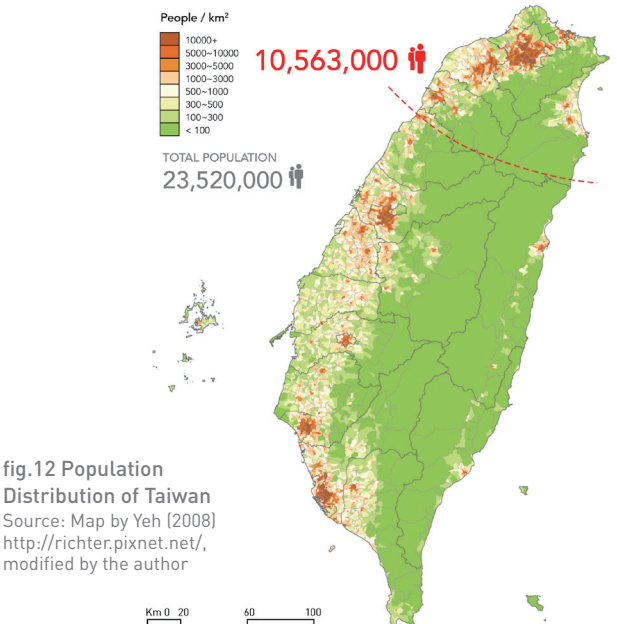 People / km²
10000+
5000~10000
3000~5000
1000~3000
500~1000
300~500
100~300
< 100
10,563,000
TOTAL POPULATION
23,520,000
fig.12 Population
Distribution of Taiwan
Source: Map by Yeh (2008)
http://richter.pixnet.net/,
modified by the author
Km 0 20 60 100